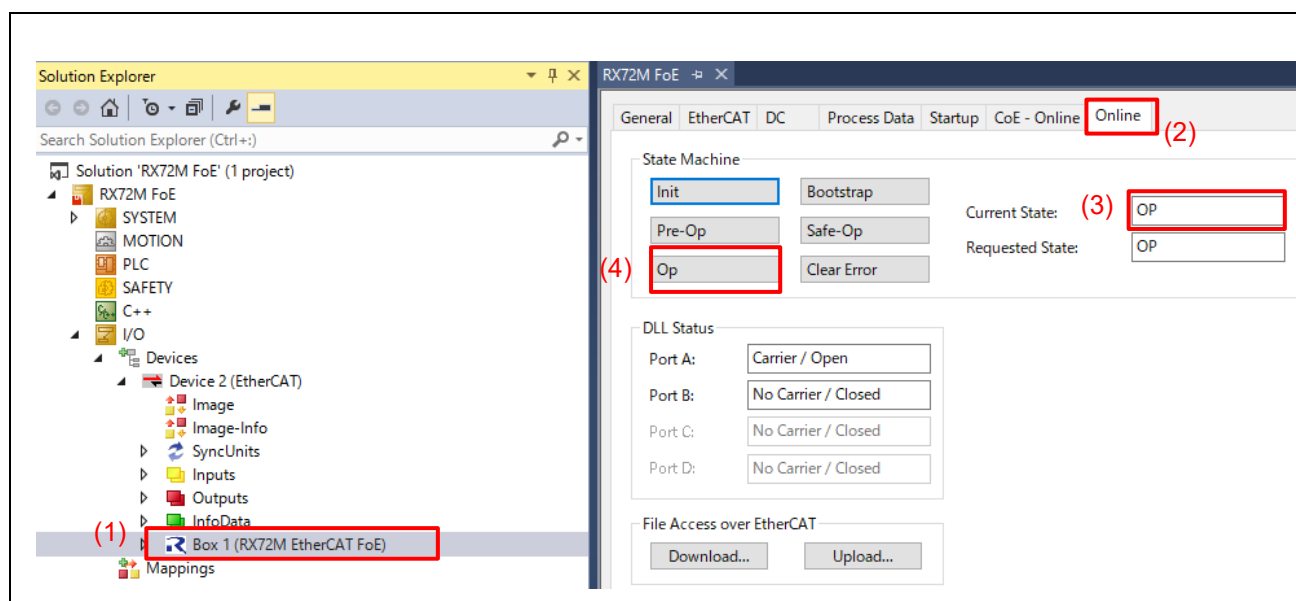 Solution Explorer
Search Solution Explorer (Ctrl+:)
Solution 'RX72M FoE' (1 project)
RX72M FoE
SYSTEM
MOTION
PLC
SAFETY
C++
I/O
Devices
Device 2 (EtherCAT)
Image
Image-Info
SyncUnits
Inputs
Outputs
InfoData
(1) Box 1 (RX72M EtherCAT FoE)
Mappings
RX72M FoE
General EtherCAT DC Process Data Startup CoE - Online Online (2)
State Machine
Init Bootstrap
Current State: (3) OP
Pre-Op Safe-Op
Requested State: OP
(4) Op Clear Error
DLL Status
Port A: Carrier / Open
Port B: No Carrier / Closed
Port C: No Carrier / Closed
Port D: No Carrier / Closed
File Access over EtherCAT
Download... Upload...